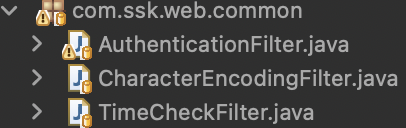 com.ssk.web.common
AuthenticationFilter.java
CharacterEncodingFilter.java
TimeCheckFilter.java